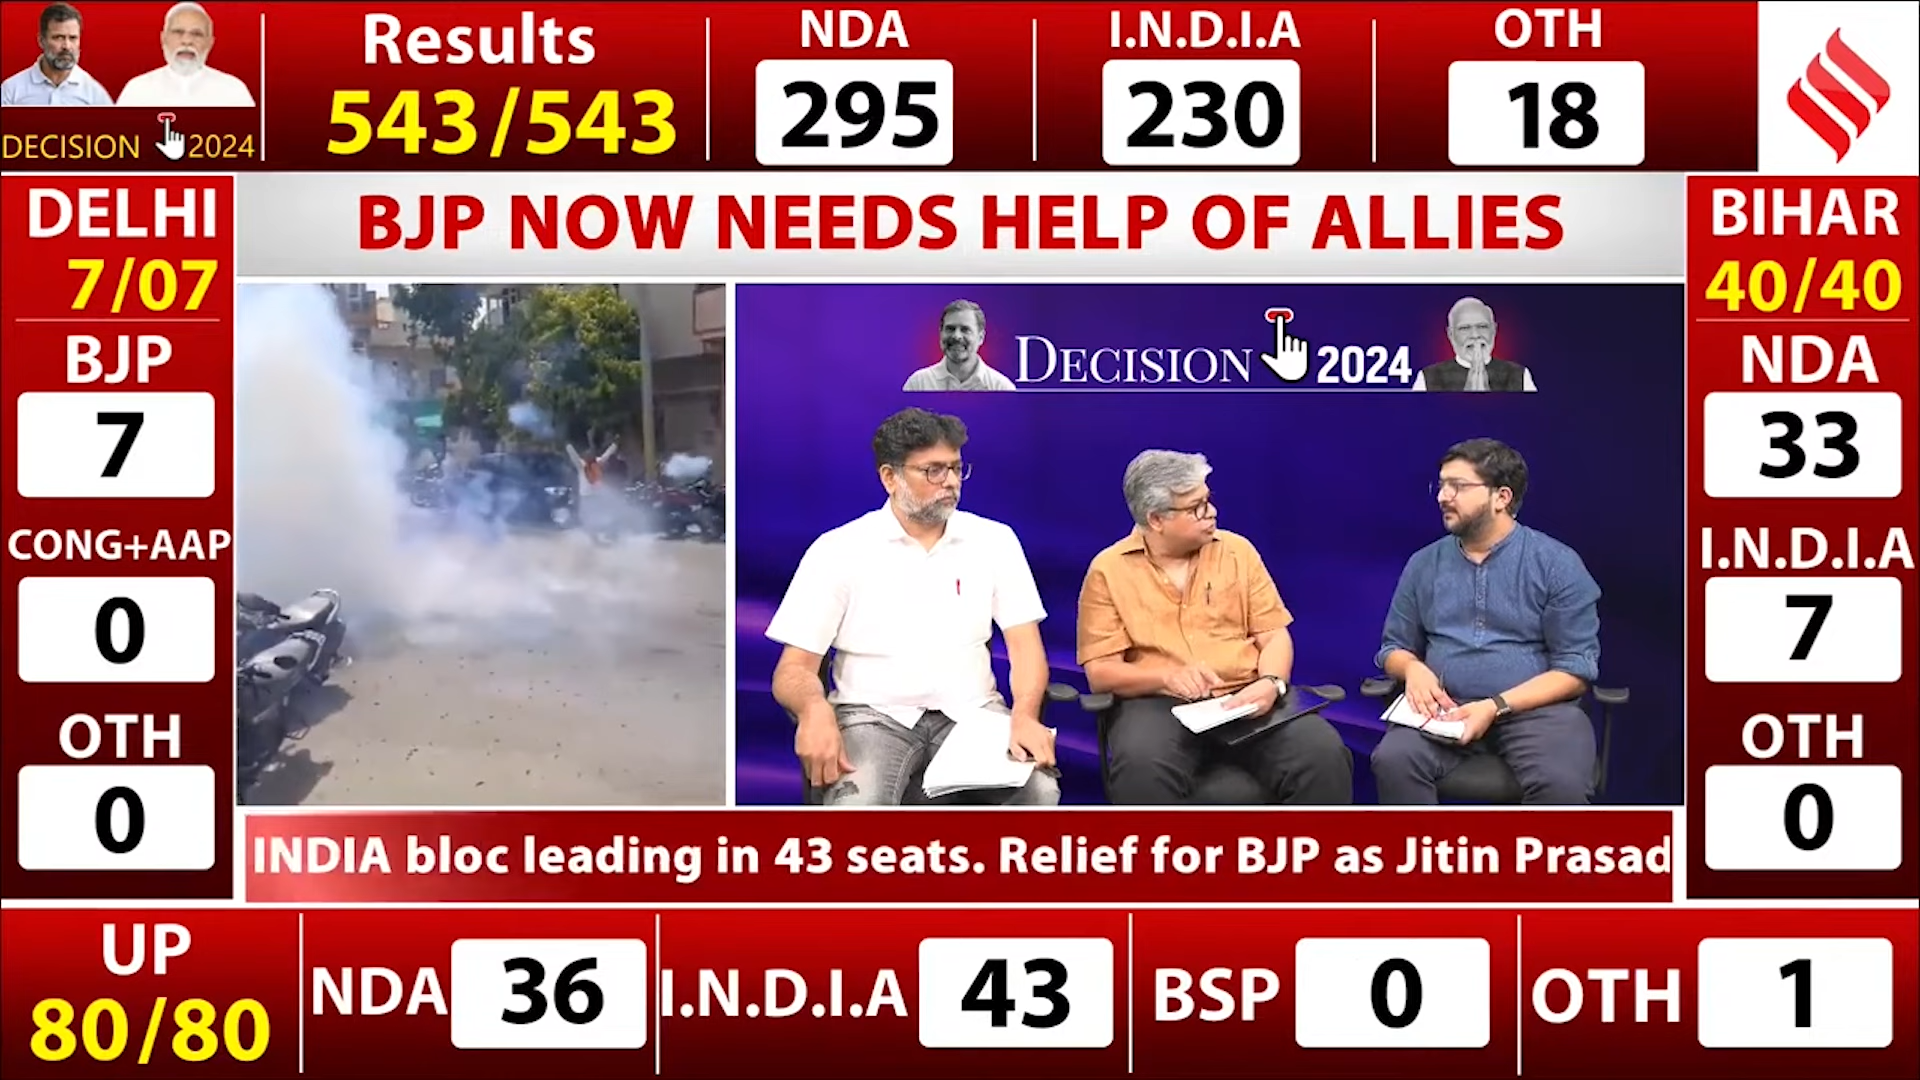 Results
543/543
NDA
295
I.N.D.I.A
230
OTH
18
DECISION 2024
DELHI
7/07
BJP
7
CONG+AAP
0
OTH
0
BJP NOW NEEDS HELP OF ALLIES
DECISION 2024
BIHAR
40/40
NDA
33
I.N.D.I.A
7
OTH
0
INDIA bloc leading in 43 seats. Relief for BJP as Jitin Prasad
UP
80/80
NDA 36
I.N.D.I.A 43
BSP 0
OTH 1